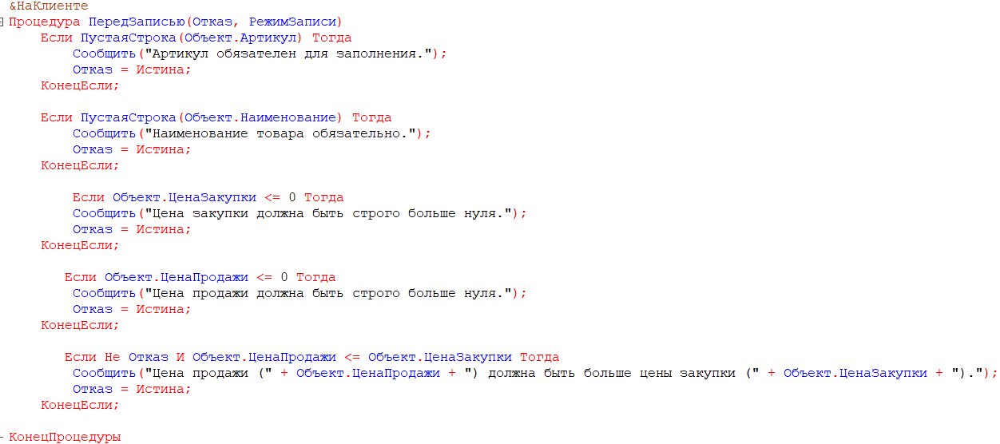 &НаКлиенте
Процедура ПередЗаписью(Отказ, РежимЗаписи)
Если ПустаяСтрока(Объект.Артикул) Тогда
Сообщить("Артикул обязателен для заполнения.");
Отказ = Истина;
КонецЕсли;
Если ПустаяСтрока(Объект.Наименование) Тогда
Сообщить("Наименование товара обязательно.");
Отказ = Истина;
КонецЕсли;
Если Объект.ЦенаЗакупки <= 0 Тогда
Сообщить("Цена закупки должна быть строго больше нуля.");
Отказ = Истина;
КонецЕсли;
Если Объект.ЦенаПродажи <= 0 Тогда
Сообщить("Цена продажи должна быть строго больше нуля.");
Отказ = Истина;
КонецЕсли;
Если Не Отказ И Объект.ЦенаПродажи <= Объект.ЦенаЗакупки Тогда
Сообщить("Цена продажи (" + Объект.ЦенаПродажи + ") должна быть больше цены закупки (" + Объект.ЦенаЗакупки + ").");
Отказ = Истина;
КонецЕсли;
КонецПроцедуры